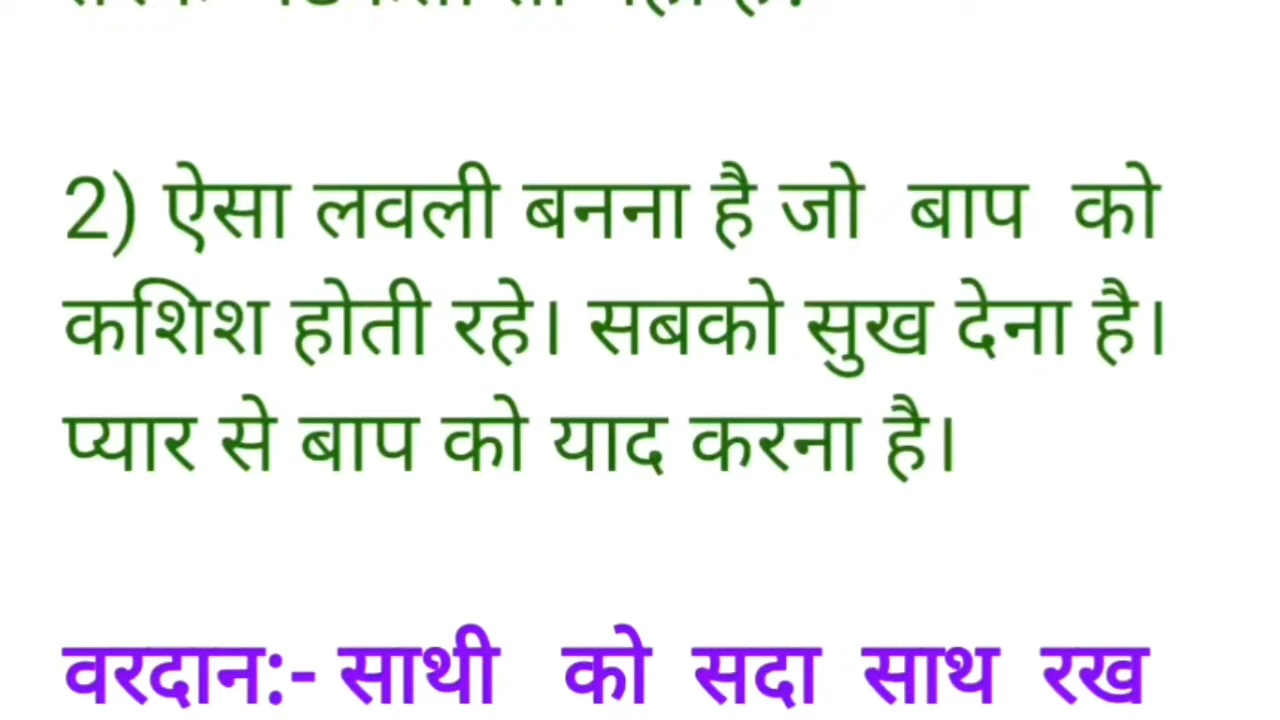 2) ऐसा लवली बनना है जो बाप को
कशिश होती रहे। सबको सुख देना है।
प्यार से बाप को याद करना है।
वरदान:- साथी को सदा साथ रख